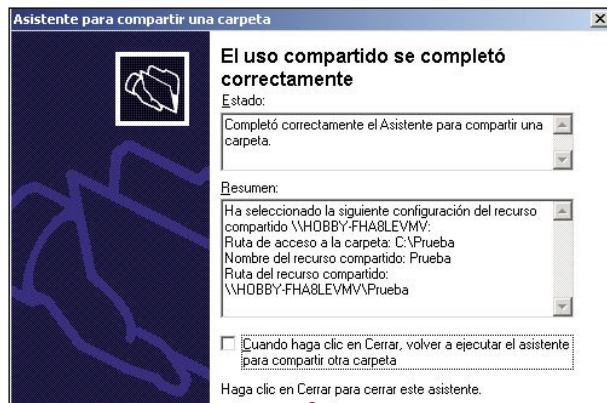 Asistente para compartir una carpeta
El uso compartido se completó
correctamente
Estado:
Completó correctamente el Asistente para compartir una
carpeta.
Resumen:
Ha seleccionado la siguiente configuración del recurso
compartido \\HOBBY-FHA8LEVMV:
Ruta de acceso a la carpeta: C:\Prueba
Nombre del recurso compartido: Prueba
Ruta del recurso compartido:
\\HOBBY-FHA8LEVMV\Prueba
Cuando haga clic en Cerrar, volver a ejecutar el asistente
para compartir otra carpeta
Haga clic en Cerrar para cerrar este asistente.